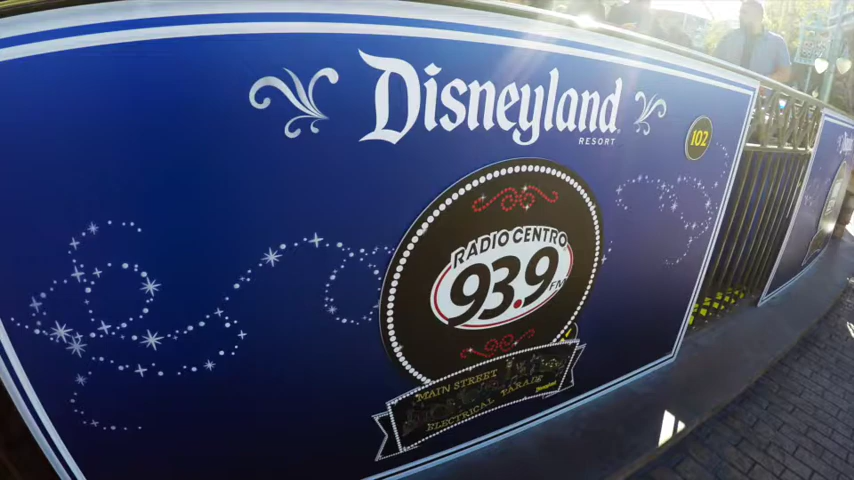 Disneyland
RESORT
102
RADIO CENTRO
93.9 FM
MAIN STREET
ELECTRICAL PARADE